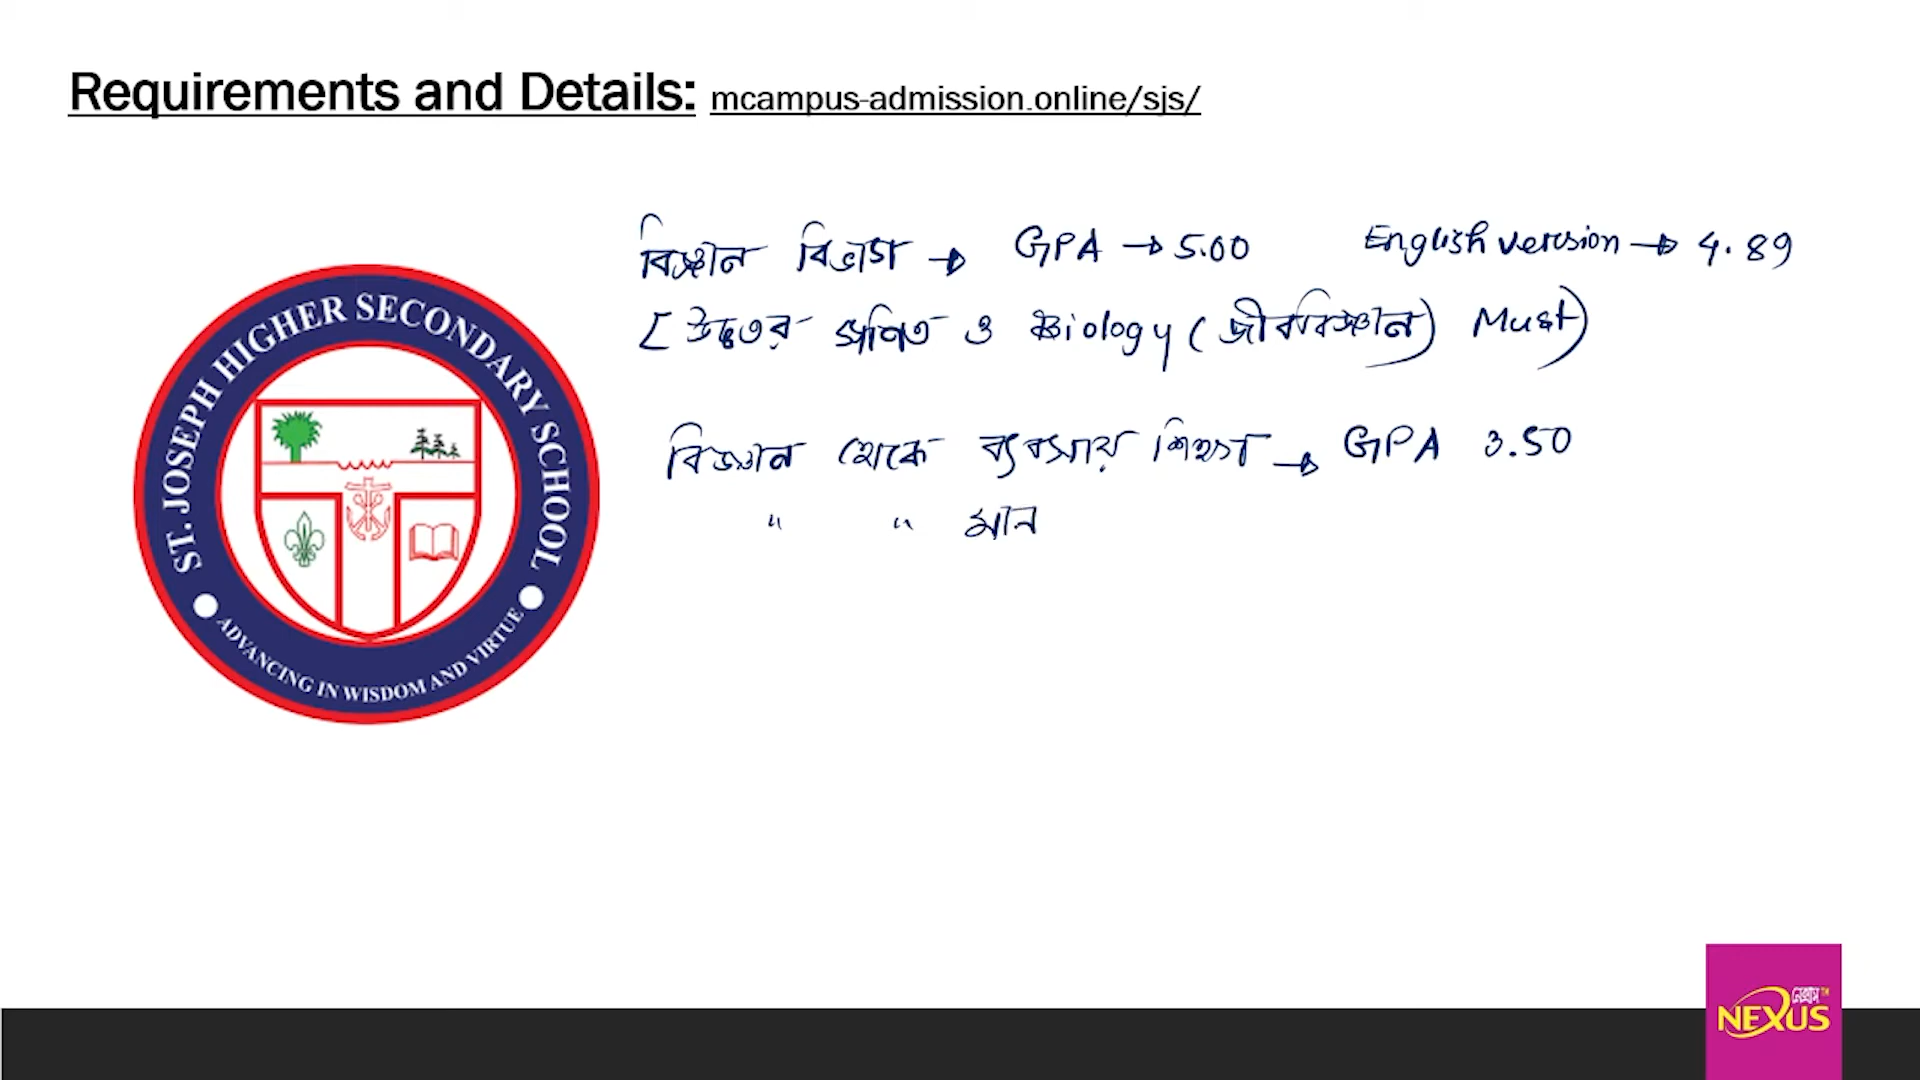 Requirements and Details: mcampus-admission.online/sjs/
বিজ্ঞান বিভাগ → GPA → 5.00 English version → 4.89
[উচ্চতর গণিত ও Biology (জীববিজ্ঞান) Must)
বিজ্ঞান থেকে ব্যবসায় শিক্ষা → GPA 3.50
" " মান
ST. JOSEPH HIGHER SECONDARY SCHOOL
ADVANCING IN WISDOM AND VIRTUE
নেক্সাস TM
NEXUS